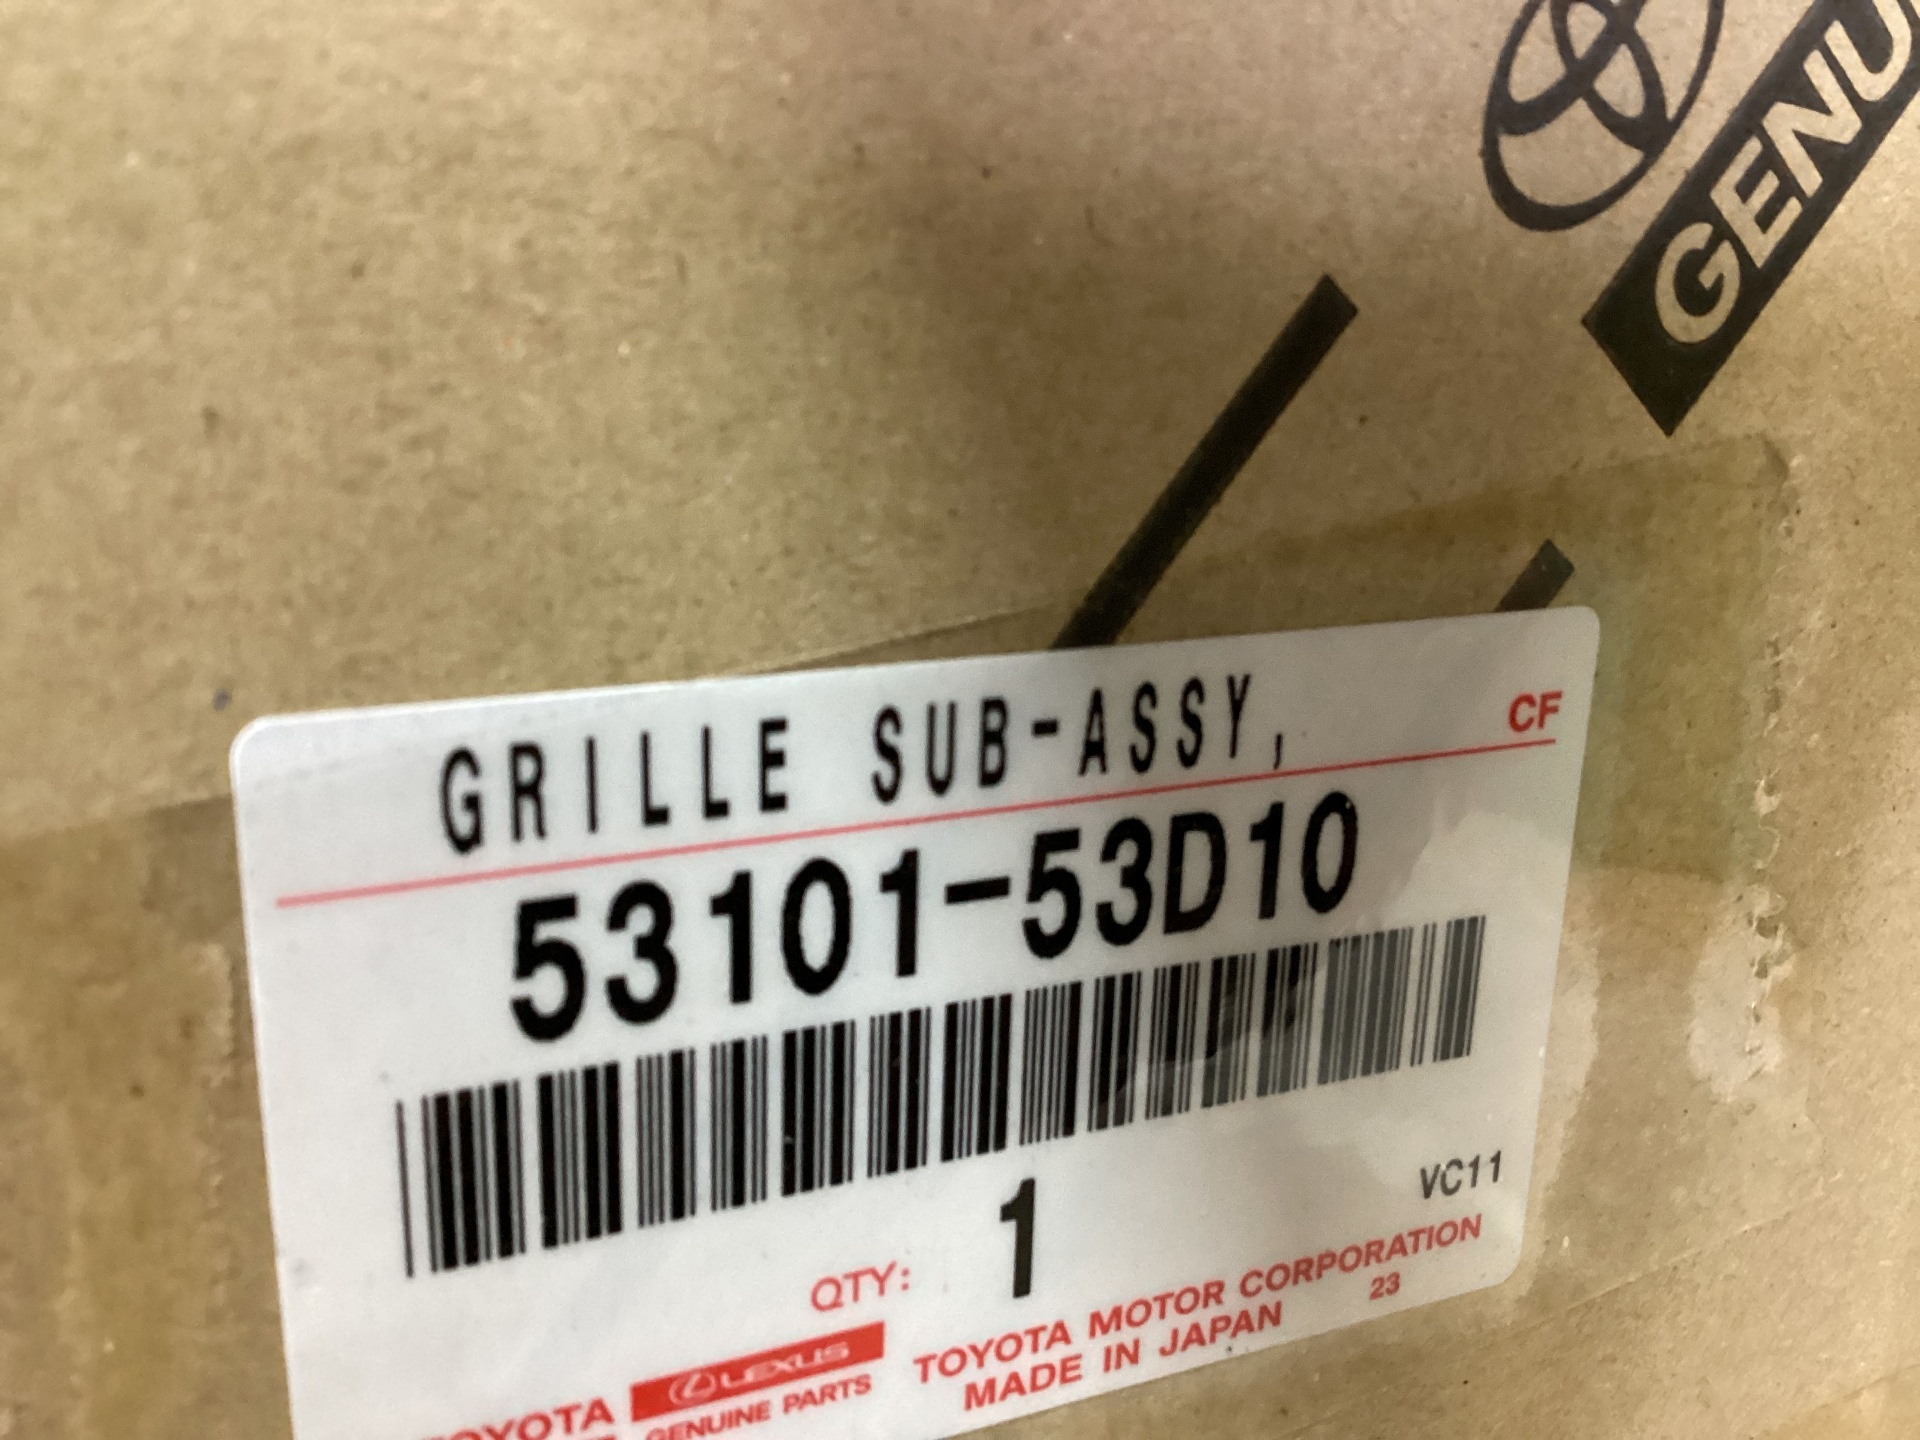 GENU
GRILLE SUB-ASSY,
CF
53101-53D10
1
VC11
QTY:
TOYOTA MOTOR CORPORATION
23
MADE IN JAPAN
LEXUS
TOYOTA
GENUINE PARTS